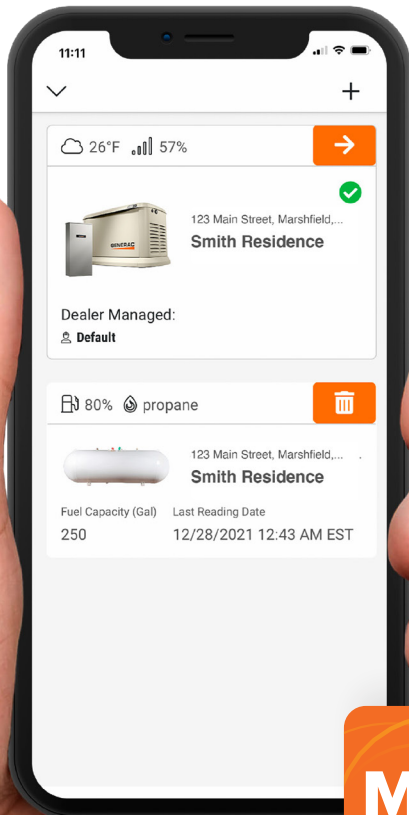 11:11
+
26°F 57%
123 Main Street, Marshfield,...
Smith Residence
GENERAC
Dealer Managed:
Default
80% propane
123 Main Street, Marshfield,... .
Smith Residence
Fuel Capacity (Gal) Last Reading Date
250 12/28/2021 12:43 AM EST
M